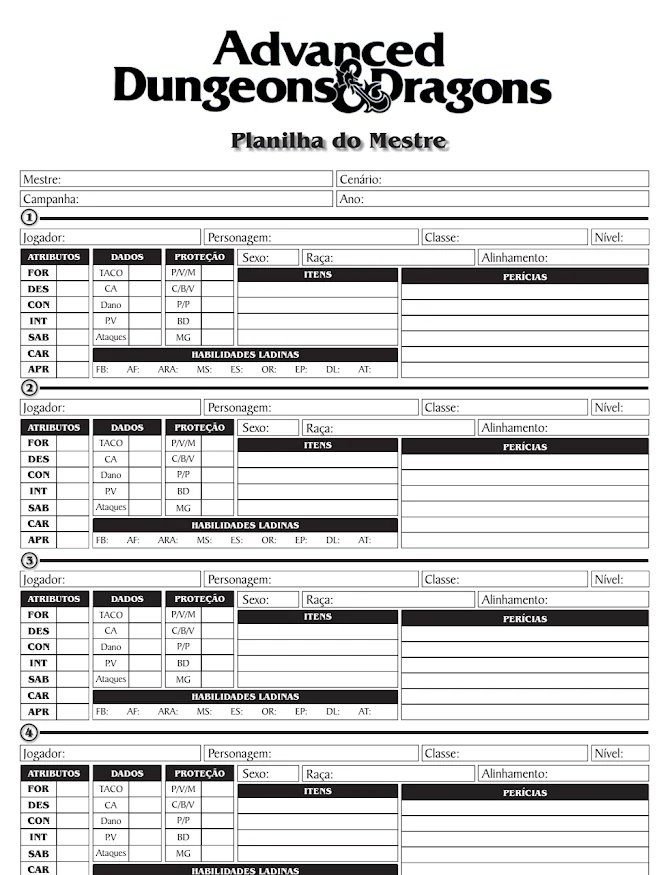 Advanced
Dungeons & Dragons
Planilha do Mestre
Mestre: Cenário:
Campanha: Ano:
1
Jogador: Personagem: Classe: Nível:
ATRIBUTOS DADOS PROTEÇÃO Sexo: Raça: Alinhamento:
FOR TACO P/V/M ITENS PERÍCIAS
DES CA C/B/V
CON Dano P/P
INT P.V BD
SAB Ataques MG
CAR HABILIDADES LADINAS
APR FB: AF: ARA: MS: ES: OR: EP: DL: AT:
2
Jogador: Personagem: Classe: Nível:
ATRIBUTOS DADOS PROTEÇÃO Sexo: Raça: Alinhamento:
FOR TACO P/V/M ITENS PERÍCIAS
DES CA C/B/V
CON Dano P/P
INT P.V BD
SAB Ataques MG
CAR HABILIDADES LADINAS
APR FB: AF: ARA: MS: ES: OR: EP: DL: AT:
3
Jogador: Personagem: Classe: Nível:
ATRIBUTOS DADOS PROTEÇÃO Sexo: Raça: Alinhamento:
FOR TACO P/V/M ITENS PERÍCIAS
DES CA C/B/V
CON Dano P/P
INT P.V BD
SAB Ataques MG
CAR HABILIDADES LADINAS
APR FB: AF: ARA: MS: ES: OR: EP: DL: AT:
4
Jogador: Personagem: Classe: Nível:
ATRIBUTOS DADOS PROTEÇÃO Sexo: Raça: Alinhamento:
FOR TACO P/V/M ITENS PERÍCIAS
DES CA C/B/V
CON Dano P/P
INT P.V BD
SAB Ataques MG
CAR HABILIDADES LADINAS